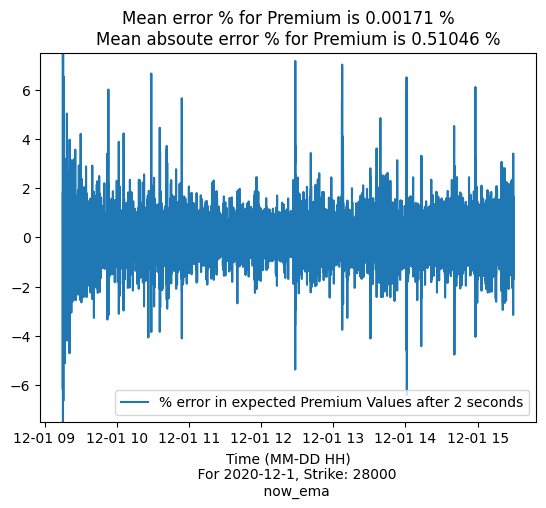 Mean error % for Premium is 0.00171 %
Mean absoute error % for Premium is 0.51046 %
6
4
2
0
−2
−4
−6
% error in expected Premium Values after 2 seconds
12-01 09 12-01 10 12-01 11 12-01 12 12-01 13 12-01 14 12-01 15
Time (MM-DD HH)
For 2020-12-1, Strike: 28000
now_ema